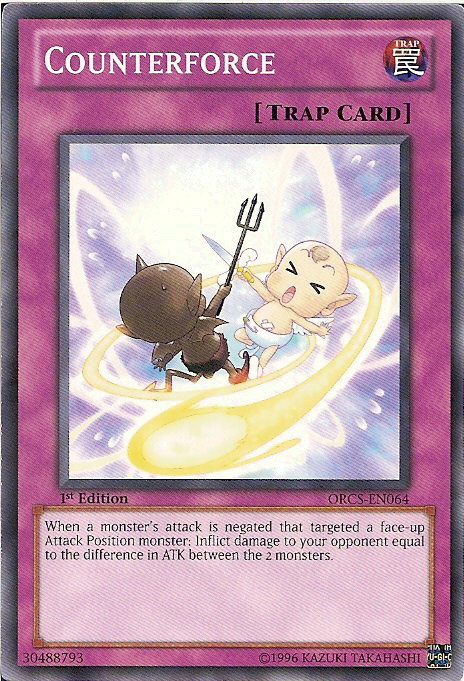 COUNTERFORCE
TRAP
罠
[TRAP CARD]
1st Edition
ORCS-EN064
When a monster's attack is negated that targeted a face-up
Attack Position monster: Inflict damage to your opponent equal
to the difference in ATK between the 2 monsters.
30488793
©1996 KAZUKI TAKAHASHI